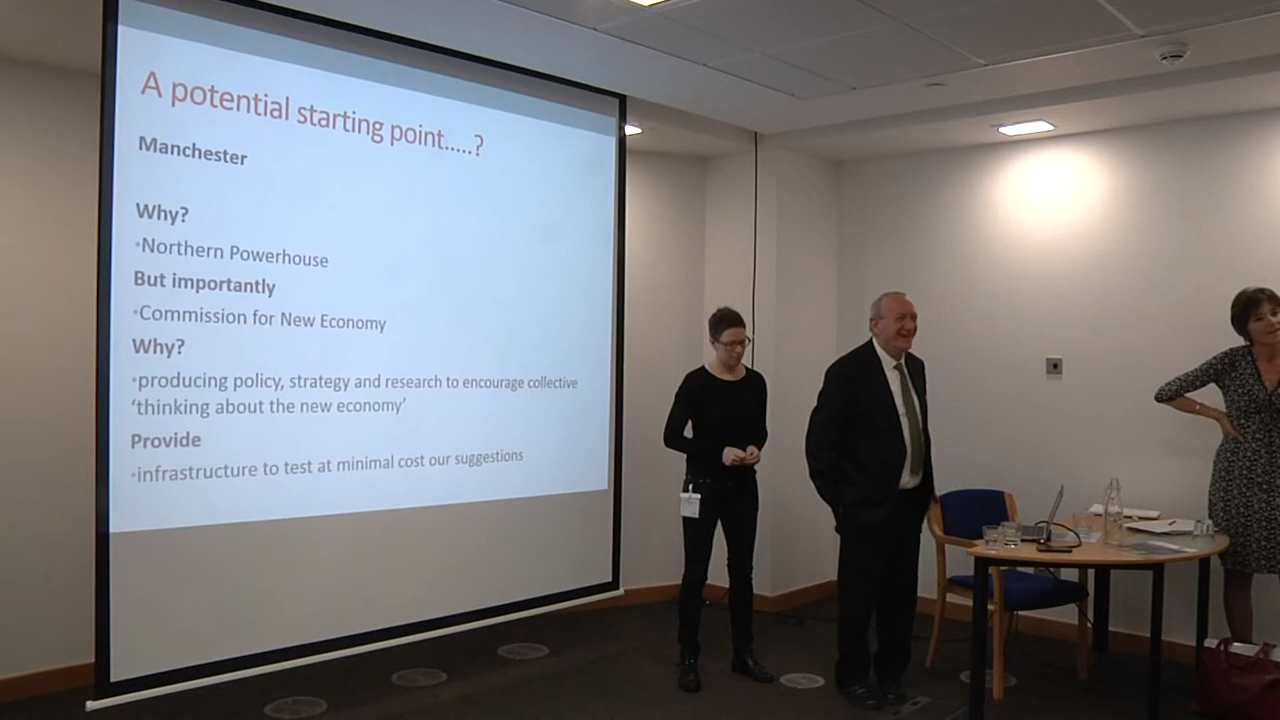 A potential starting point.....?
Manchester
Why?
•Northern Powerhouse
But importantly
•Commission for New Economy
Why?
•producing policy, strategy and research to encourage collective
‘thinking about the new economy’
Provide
•infrastructure to test at minimal cost our suggestions